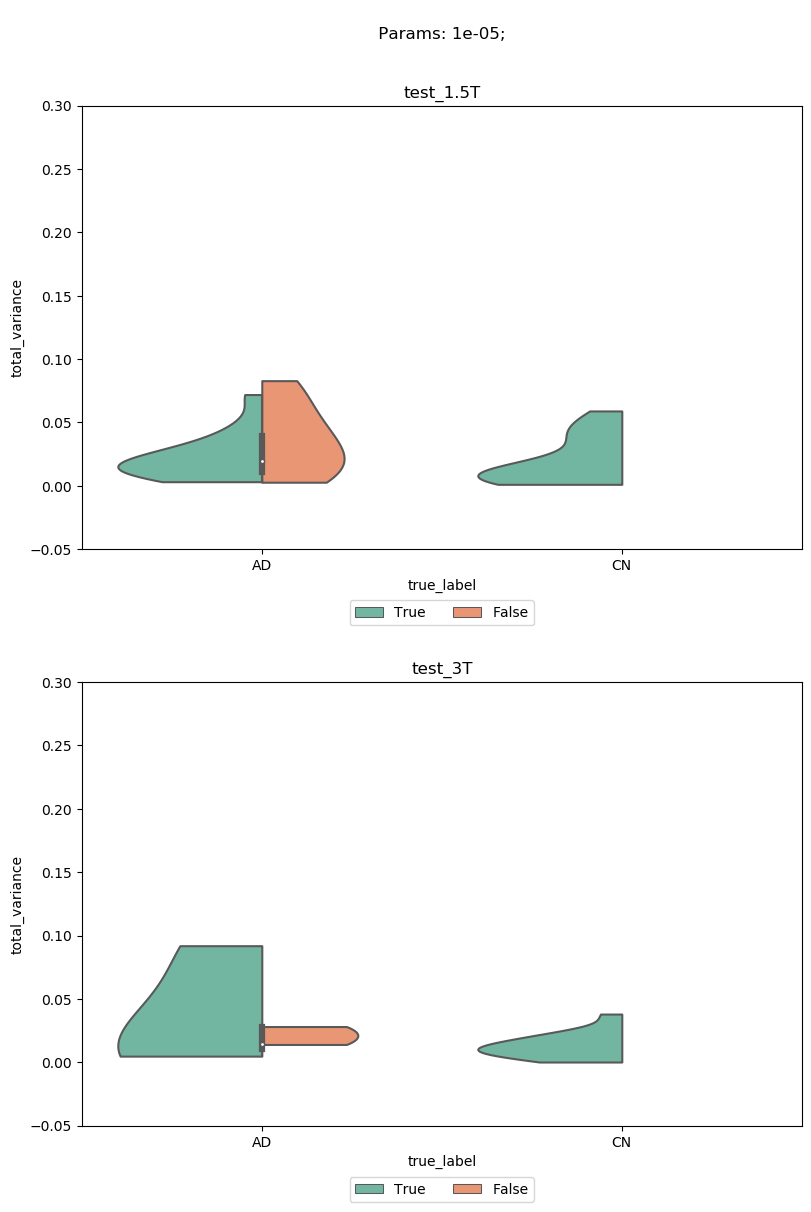 Params: 1e-05;
test_1.5T
0.30
0.25
0.20
0.15
0.10
0.05
0.00
−0.05
total_variance
AD CN
true_label
True False
test_3T
0.30
0.25
0.20
0.15
0.10
0.05
0.00
−0.05
total_variance
AD CN
true_label
True False